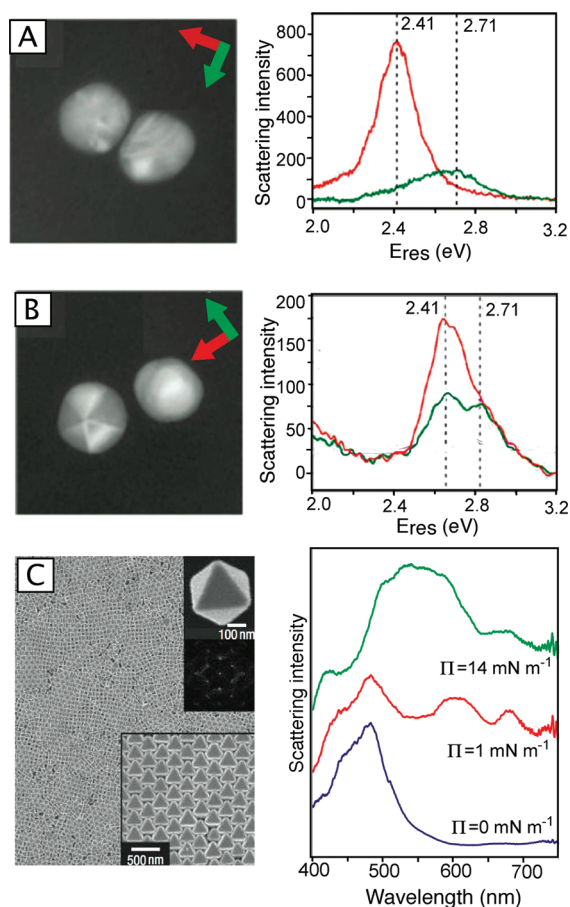 A
2.41 2.71
Scattering intensity
800
600
400
200
0
2.0 2.4 2.8 3.2
Eres (eV)
B
2.41 2.71
Scattering intensity
200
150
100
50
0
2.0 2.4 2.8 3.2
Eres (eV)
C
100 nm
500 nm
Scattering intensity
Π=14 mN m⁻¹
Π=1 mN m⁻¹
Π=0 mN m⁻¹
400 500 600 700
Wavelength (nm)